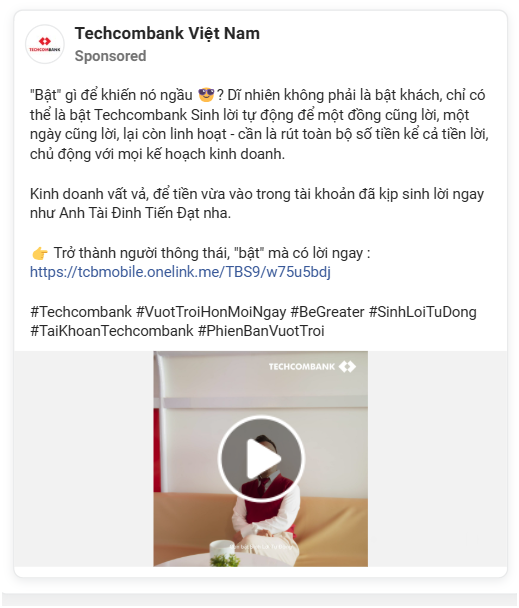 Techcombank Việt Nam
Sponsored
"Bật" gì để khiến nó ngầu 😎 ? Dĩ nhiên không phải là bật khách, chỉ có
thể là bật Techcombank Sinh lời tự động để một đồng cũng lời, một
ngày cũng lời, lại còn linh hoạt - cần là rút toàn bộ số tiền kể cả tiền lời,
chủ động với mọi kế hoạch kinh doanh.
Kinh doanh vất vả, để tiền vừa vào trong tài khoản đã kịp sinh lời ngay
như Anh Tài Đinh Tiến Đạt nha.
👉 Trở thành người thông thái, "bật" mà có lời ngay :
https://tcbmobile.onelink.me/TBS9/w75u5bdj
#Techcombank #VuotTroiHonMoiNgay #BeGreater #SinhLoiTuDong
#TaiKhoanTechcombank #PhienBanVuotTroi
TECHCOMBANK
TECHCOMBANK